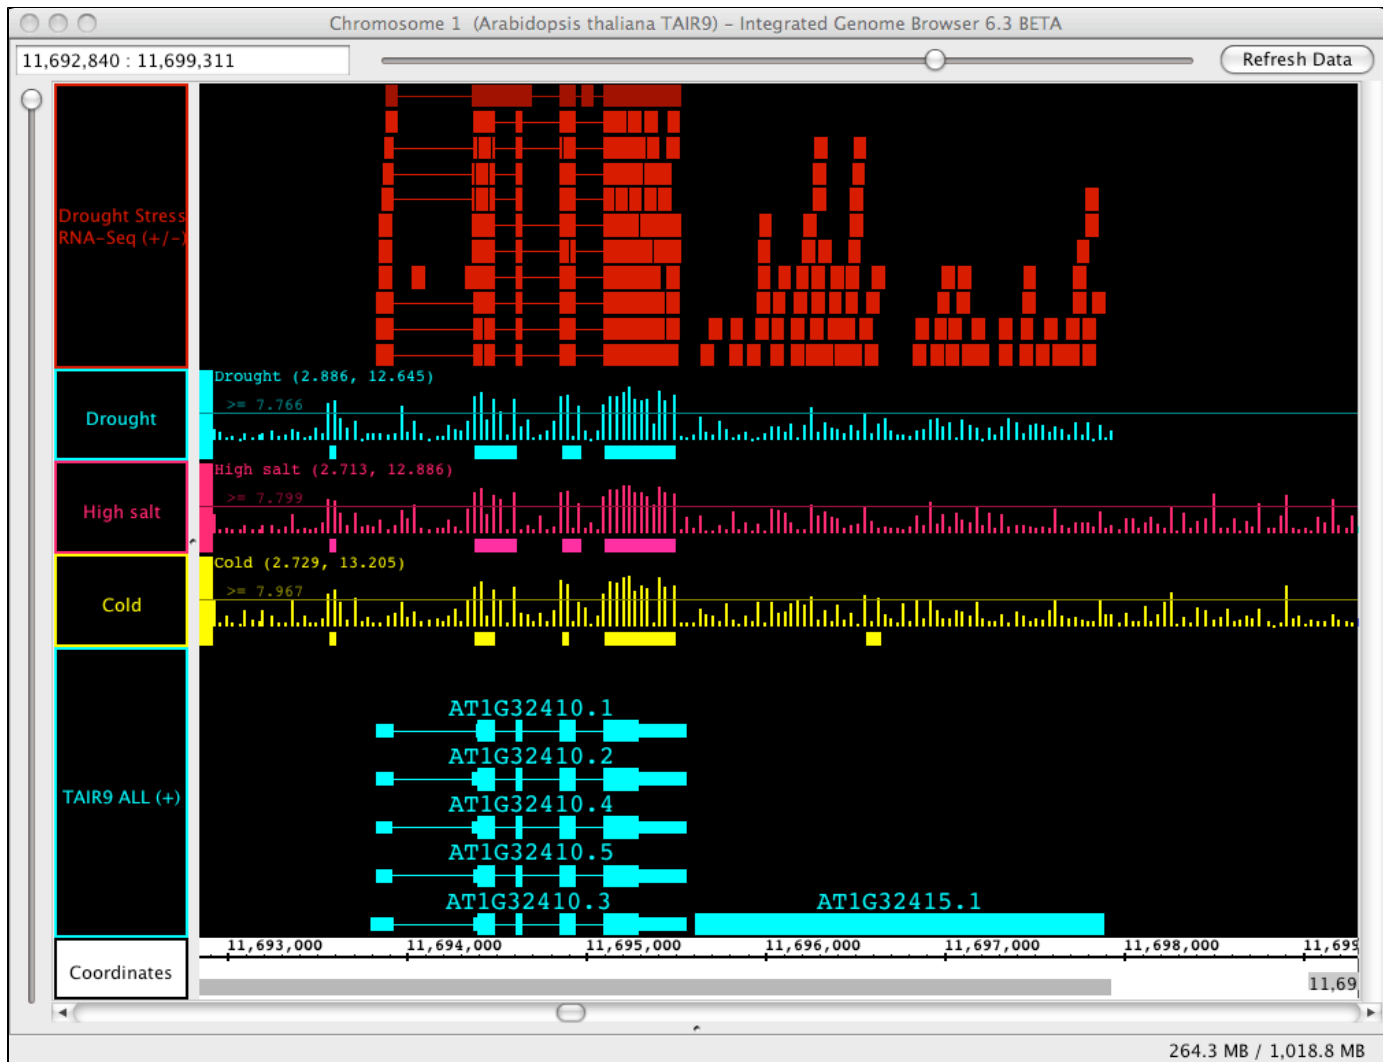 Chromosome 1 (Arabidopsis thaliana TAIR9) – Integrated Genome Browser 6.3 BETA
11,692,840 : 11,699,311
Refresh Data
Drought Stress
RNA-Seq (+/-)
Drought (2.886, 12.645)
>= 7.766
Drought
High salt (2.713, 12.886)
>= 7.799
High salt
Cold (2.729, 13.205)
>= 7.967
Cold
AT1G32410.1
AT1G32410.2
AT1G32410.4
TAIR9 ALL (+)
AT1G32410.5
AT1G32410.3 AT1G32415.1
11,693,000 11,694,000 11,695,000 11,696,000 11,697,000 11,698,000 11,699
Coordinates
11,69
264.3 MB / 1,018.8 MB